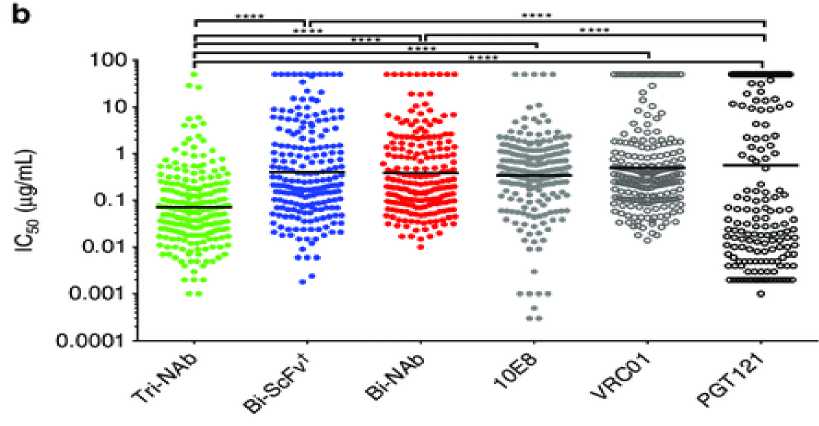 b
****
****
****
****
****
****
****
100
10
1
0.1
0.01
0.001
0.0001
IC50 (µg/mL)
Tri-NAb
Bi-ScFv†
Bi-NAb
10E8
VRC01
PGT121